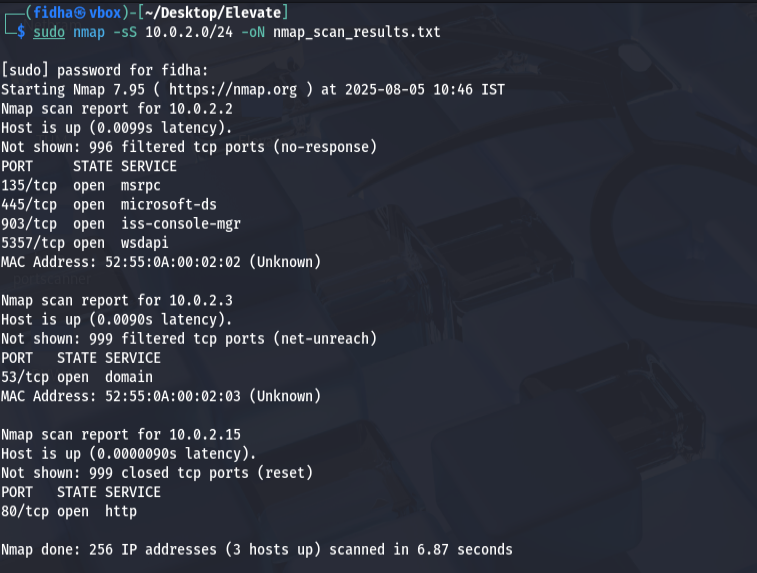 ┌──(fidha㉿vbox)-[~/Desktop/Elevate]
└─$ sudo nmap -sS 10.0.2.0/24 -oN nmap_scan_results.txt
[sudo] password for fidha:
Starting Nmap 7.95 ( https://nmap.org ) at 2025-08-05 10:46 IST
Nmap scan report for 10.0.2.2
Host is up (0.0099s latency).
Not shown: 996 filtered tcp ports (no-response)
PORT     STATE SERVICE
135/tcp  open  msrpc
445/tcp  open  microsoft-ds
903/tcp  open  iss-console-mgr
5357/tcp open  wsdapi
MAC Address: 52:55:0A:00:02:02 (Unknown)
Nmap scan report for 10.0.2.3
Host is up (0.0090s latency).
Not shown: 999 filtered tcp ports (net-unreach)
PORT   STATE SERVICE
53/tcp open  domain
MAC Address: 52:55:0A:00:02:03 (Unknown)
Nmap scan report for 10.0.2.15
Host is up (0.0000090s latency).
Not shown: 999 closed tcp ports (reset)
PORT   STATE SERVICE
80/tcp open  http
Nmap done: 256 IP addresses (3 hosts up) scanned in 6.87 seconds